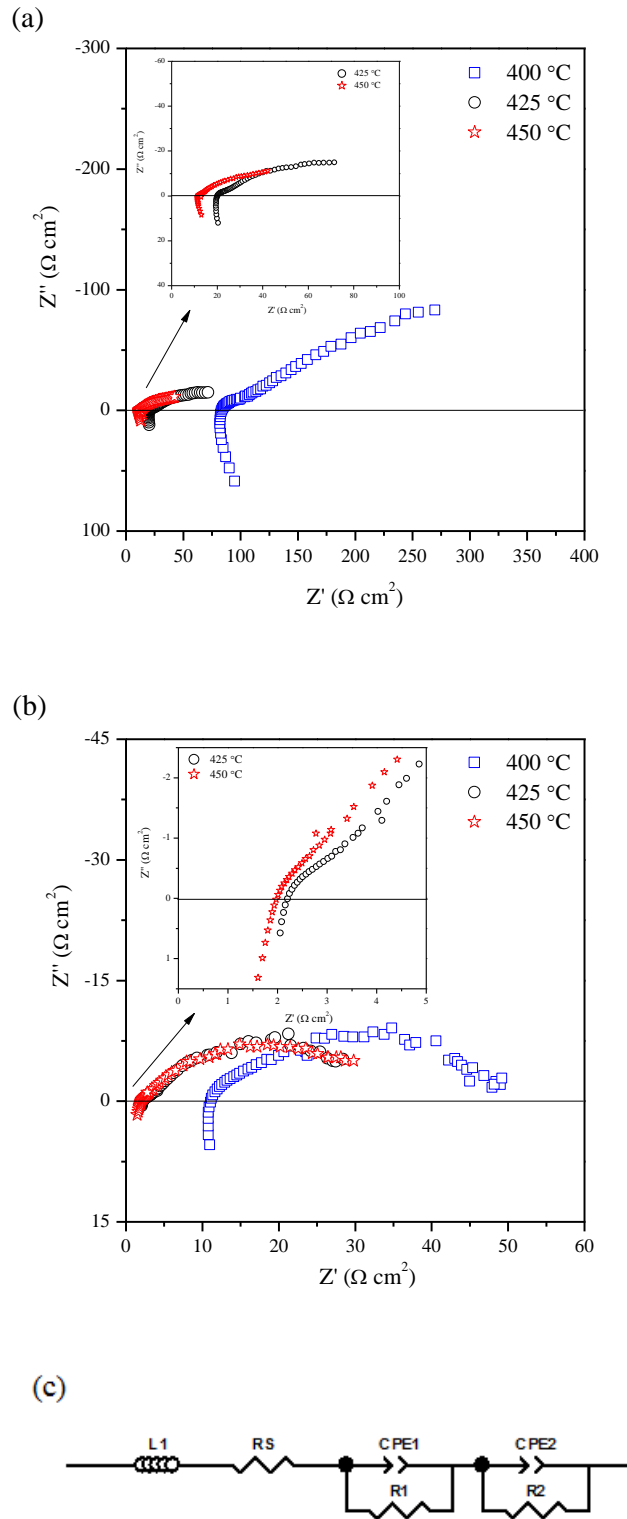 (a)
-300
-200
-100
0
100
0 50 100 150 200 250 300 350 400
Z'' (Ω cm²)
Z' (Ω cm²)
400 °C
425 °C
450 °C
-60
-40
-20
0
20
40
0 20 40 60 80 100
Z'' (Ω cm²)
Z' (Ω cm²)
425 °C
450 °C
(b)
-45
-30
-15
0
15
0 10 20 30 40 50 60
Z'' (Ω cm²)
Z' (Ω cm²)
400 °C
425 °C
450 °C
-2
-1
0
1
0 1 2 3 4 5
Z'' (Ω cm²)
Z' (Ω cm²)
425 °C
450 °C
(c)
L1 RS CPE1 CPE2
R1 R2